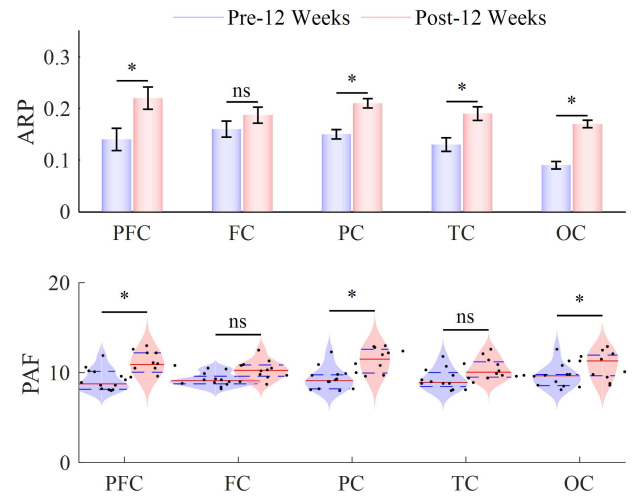 Pre-12 Weeks Post-12 Weeks
0.3
0.2
0.1
0
ARP
* ns * * *
PFC FC PC TC OC
20
10
0
PAF
* ns * ns *
PFC FC PC TC OC